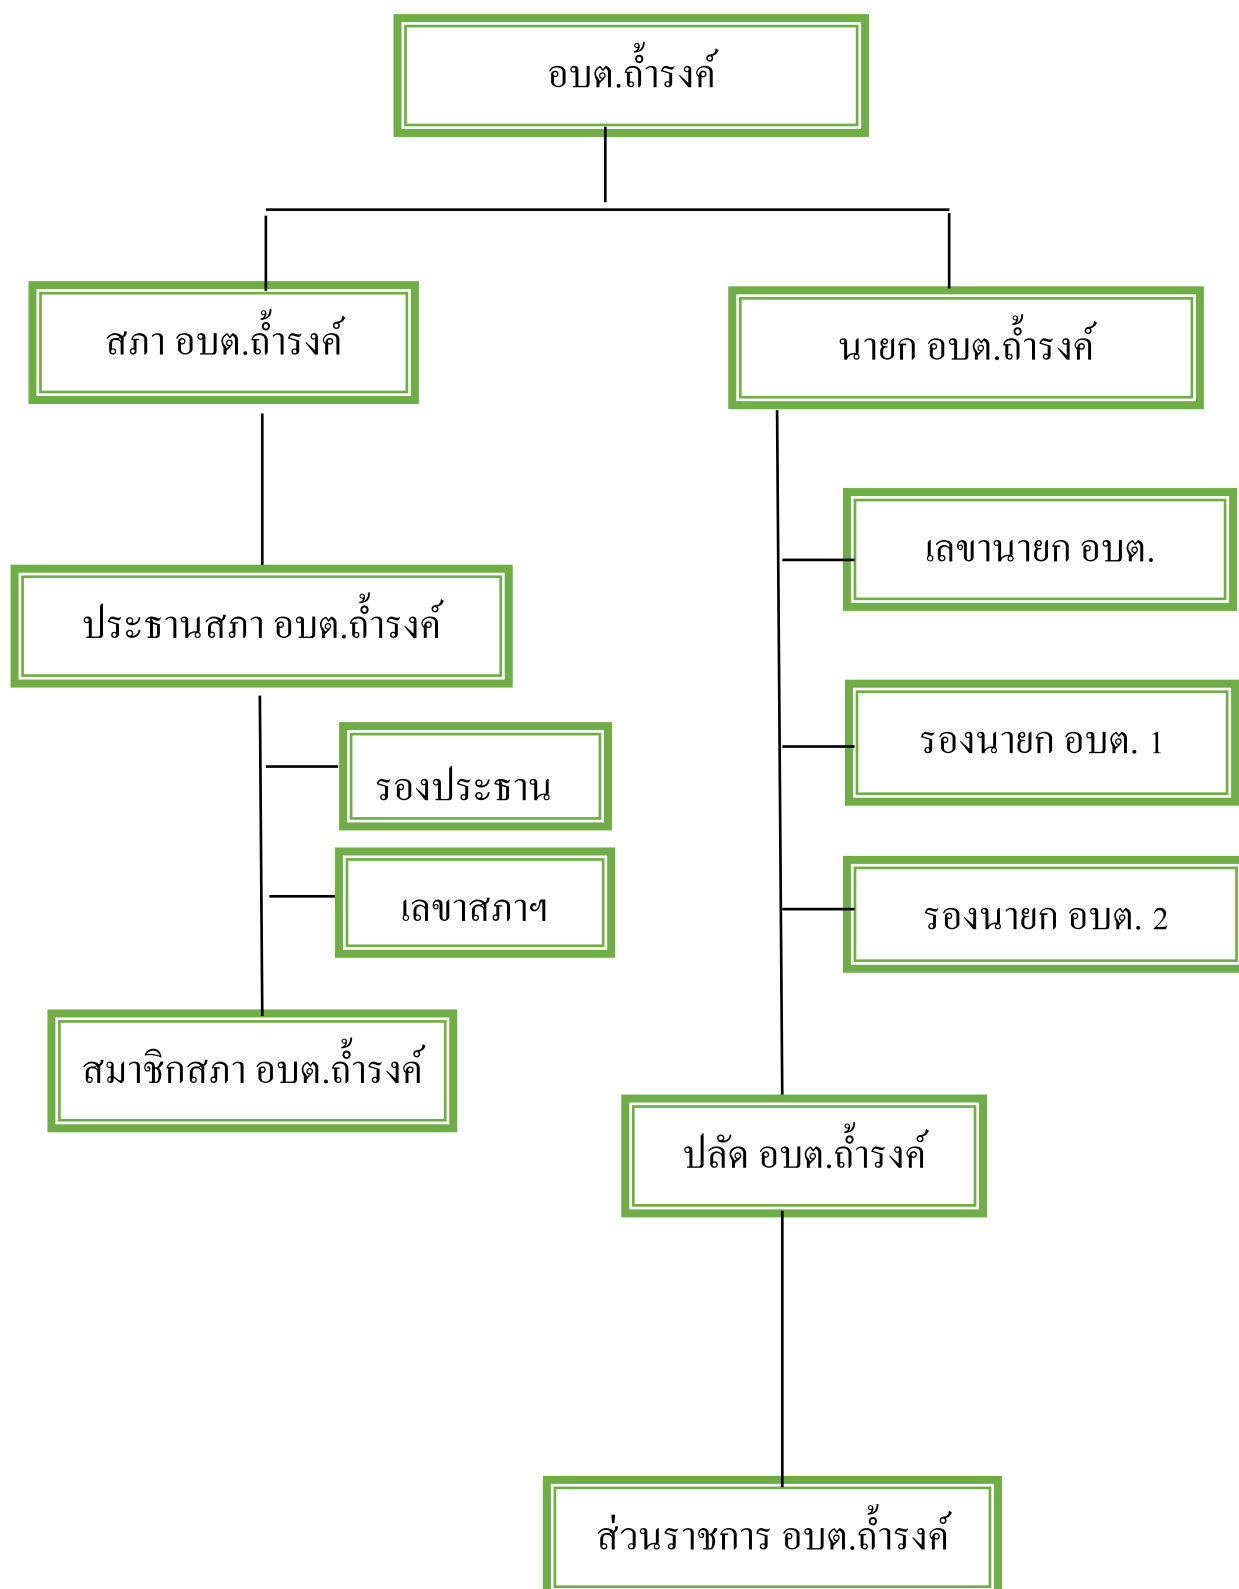 อบต.ถ้ำรงค์
สภา อบต.ถ้ำรงค์
นายก อบต.ถ้ำรงค์
เลขานายก อบต.
ประธานสภา อบต.ถ้ำรงค์
รองนายก อบต. 1
รองประธาน
เลขาสภาฯ
รองนายก อบต. 2
สมาชิกสภา อบต.ถ้ำรงค์
ปลัด อบต.ถ้ำรงค์
ส่วนราชการ อบต.ถ้ำรงค์